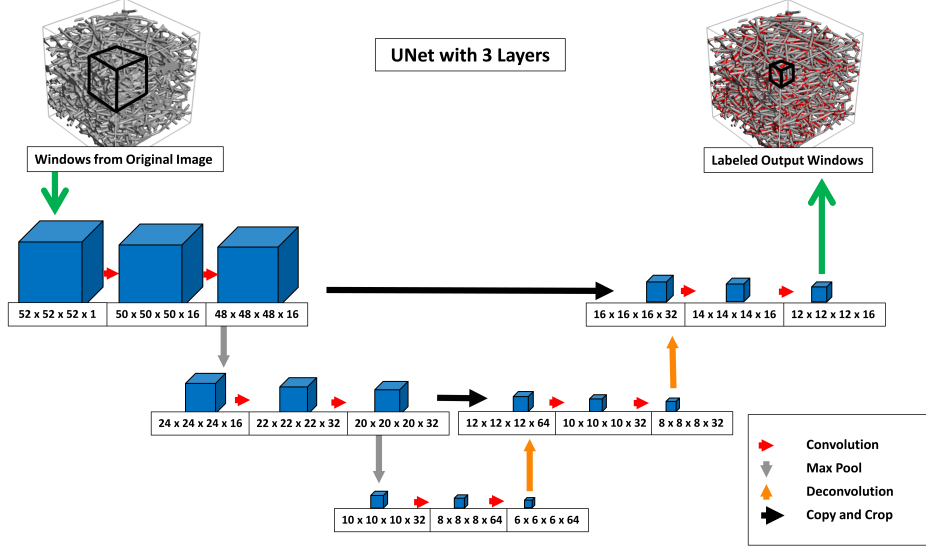 UNet with 3 Layers
Windows from Original Image
Labeled Output Windows
52 x 52 x 52 x 1
50 x 50 x 50 x 16
48 x 48 x 48 x 16
16 x 16 x 16 x 32
14 x 14 x 14 x 16
12 x 12 x 12 x 16
24 x 24 x 24 x 16
22 x 22 x 22 x 32
20 x 20 x 20 x 32
12 x 12 x 12 x 64
10 x 10 x 10 x 32
8 x 8 x 8 x 32
10 x 10 x 10 x 32
8 x 8 x 8 x 64
6 x 6 x 6 x 64
Convolution
Max Pool
Deconvolution
Copy and Crop